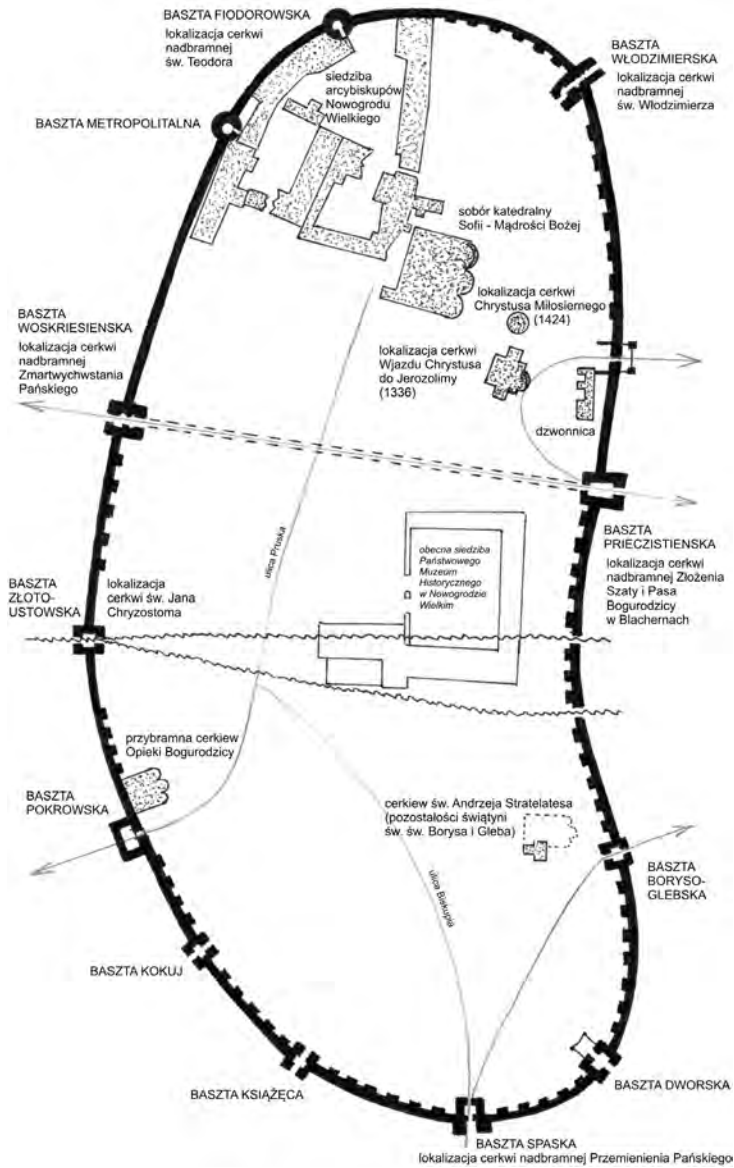 BASZTA FIODOROWSKA
lokalizacja cerkwi
nadbramnej
św. Teodora
siedziba
arcybiskupów
Nowogrodu
Wielkiego
BASZTA
WŁODZIMIERSKA
lokalizacja cerkwi
nadbramnej
św. Włodzimierza
BASZTA METROPOLITALNA
sobór katedralny
Sofii - Mądrości Bożej
lokalizacja cerkwi
Chrystusa Miłosiernego
(1424)
BASZTA
WOSKRIESIENSKA
lokalizacja cerkwi
nadbramnej
Zmartwychwstania
Pańskiego
lokalizacja cerkwi
Wjazdu Chrystusa
do Jerozolimy
(1336)
dzwonnica
ulica Pruska
obecna siedziba
Państwowego
Muzeum
Historycznego
w Nowogrodzie
Wielkim
BASZTA
PRIECZISTIENSKA
lokalizacja cerkwi
nadbramnej Złożenia
Szaty i Pasa
Bogurodzicy
w Blachernach
BASZTA
ZŁOTO-
USTOWSKA
lokalizacja
cerkwi św. Jana
Chryzostoma
przybramna cerkiew
Opieki Bogurodzicy
BASZTA
POKROWSKA
cerkiew św. Andrzeja Stratelatesa
(pozostałości świątyni
św. św. Borysa i Gleba)
BASZTA
BORYSO-
GLEBSKA
ulica Biskupia
BASZTA KOKUJ
BASZTA KSIĄŻĘCA
BASZTA DWORSKA
BASZTA SPASKA
lokalizacja cerkwi nadbramnej Przemienienia Pańskiego